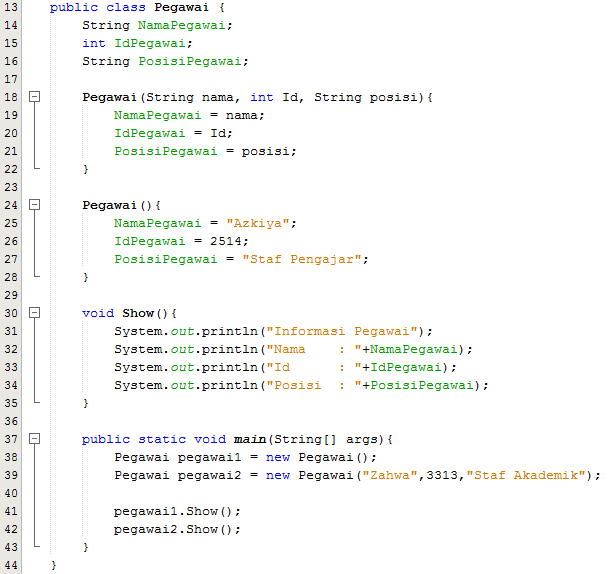 13 public class Pegawai {
14     String NamaPegawai;
15     int IdPegawai;
16     String PosisiPegawai;
17
18     Pegawai(String nama, int Id, String posisi){
19         NamaPegawai = nama;
20         IdPegawai = Id;
21         PosisiPegawai = posisi;
22     }
23
24     Pegawai(){
25         NamaPegawai = "Azkiya";
26         IdPegawai = 2514;
27         PosisiPegawai = "Staf Pengajar";
28     }
29
30     void Show(){
31         System.out.println("Informasi Pegawai");
32         System.out.println("Nama    : "+NamaPegawai);
33         System.out.println("Id      : "+IdPegawai);
34         System.out.println("Posisi  : "+PosisiPegawai);
35     }
36
37     public static void main(String[] args){
38         Pegawai pegawai1 = new Pegawai();
39         Pegawai pegawai2 = new Pegawai("Zahwa",3313,"Staf Akademik");
40
41         pegawai1.Show();
42         pegawai2.Show();
43     }
44 }